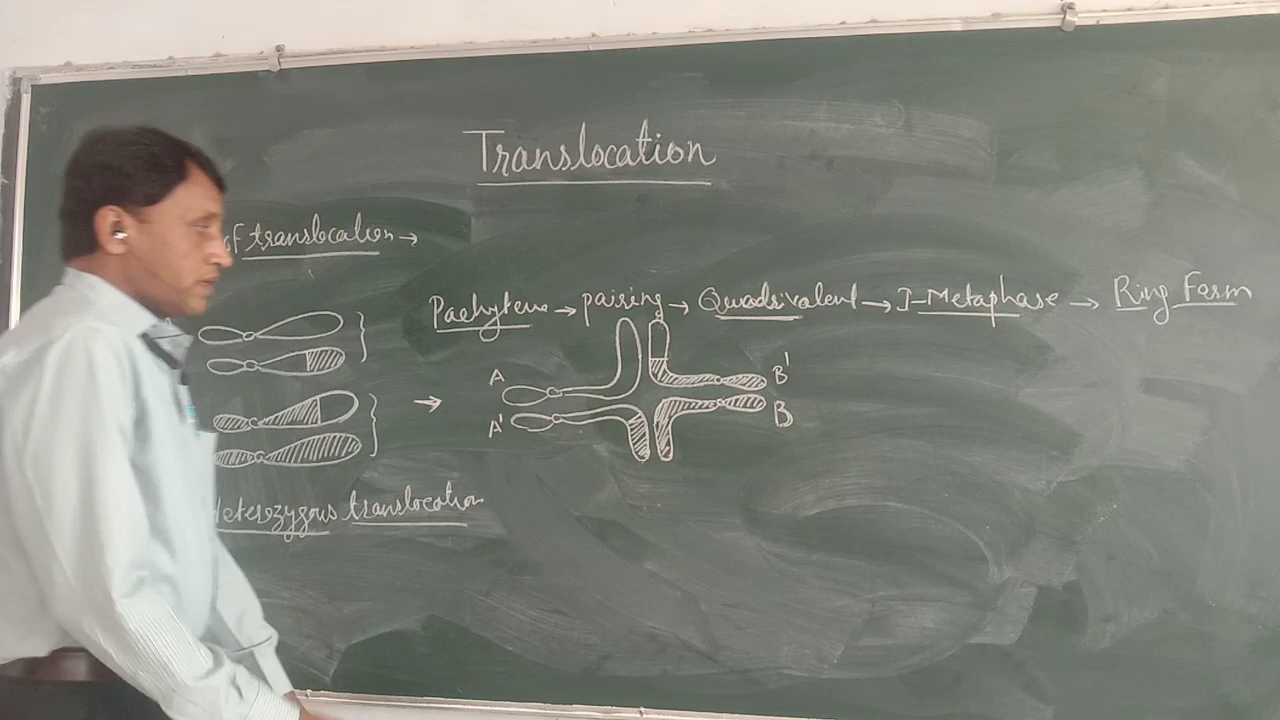 Translocation
of translocation →
Pachytene → pairing → Quadrivalent → I-Metaphase → Ring Form
A
B'
→
A'
B
Heterozygous translocation